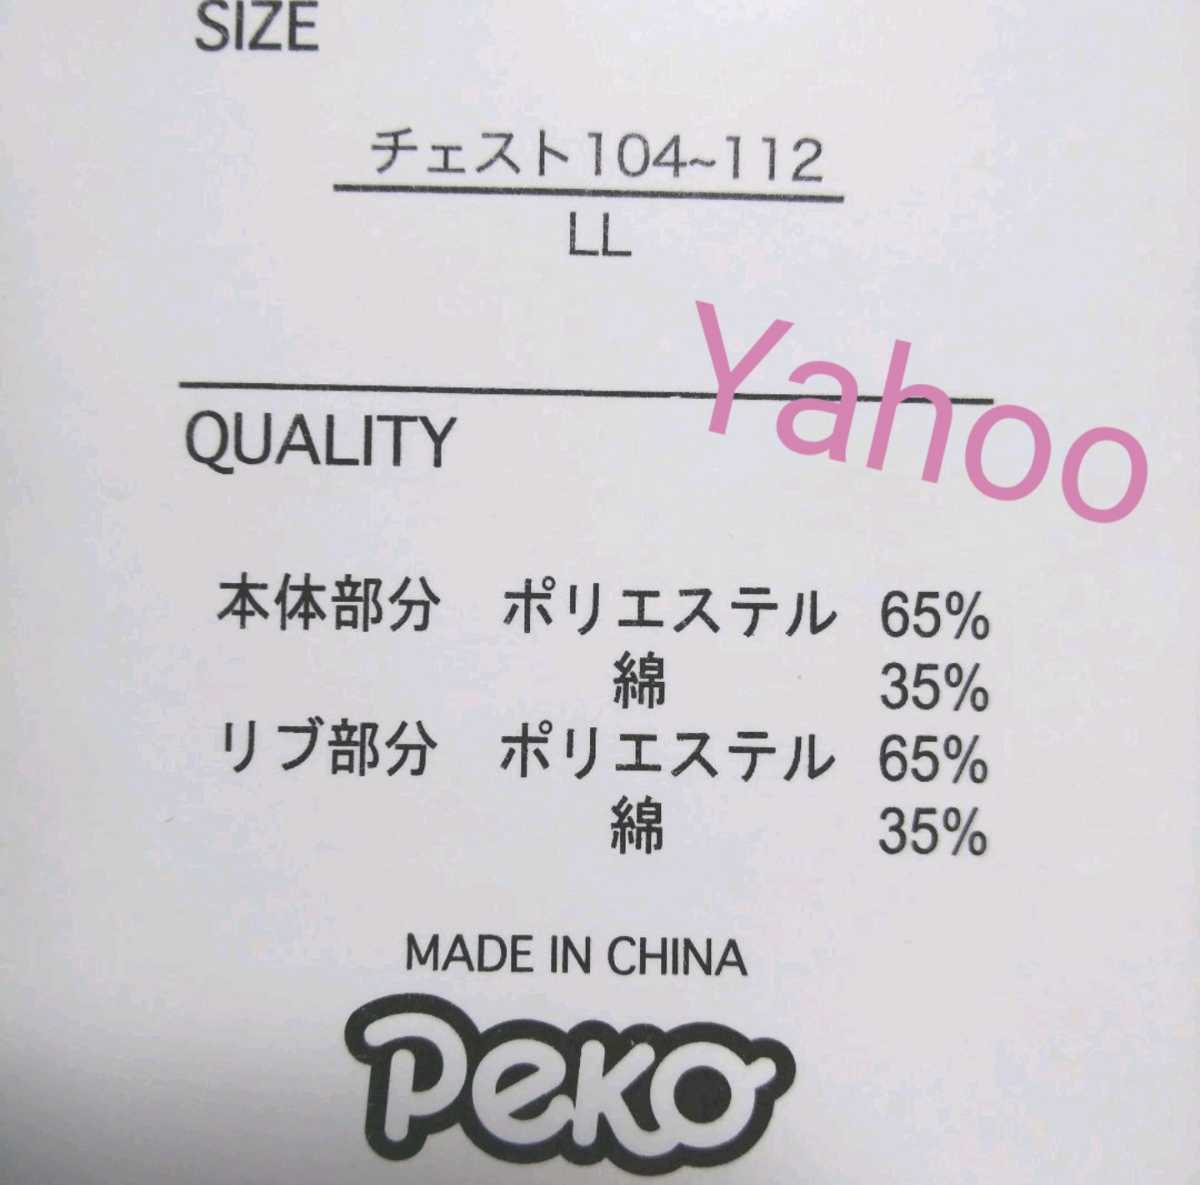 SIZE
チェスト104~112
LL
Yahoo
QUALITY
本体部分 ポリエステル 65%
綿 35%
リブ部分 ポリエステル 65%
綿 35%
MADE IN CHINA
Peko